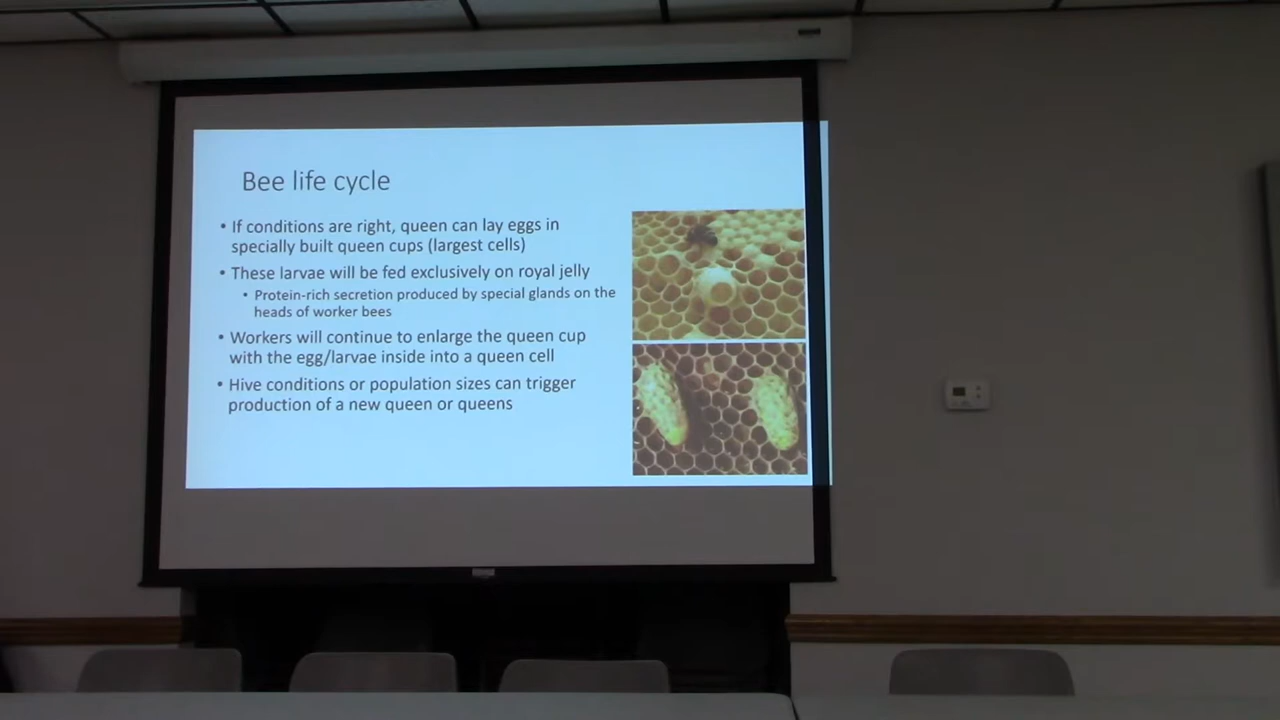 Bee life cycle
• If conditions are right, queen can lay eggs in
specially built queen cups (largest cells)
• These larvae will be fed exclusively on royal jelly
• Protein-rich secretion produced by special glands on the
heads of worker bees
• Workers will continue to enlarge the queen cup
with the egg/larvae inside into a queen cell
• Hive conditions or population sizes can trigger
production of a new queen or queens